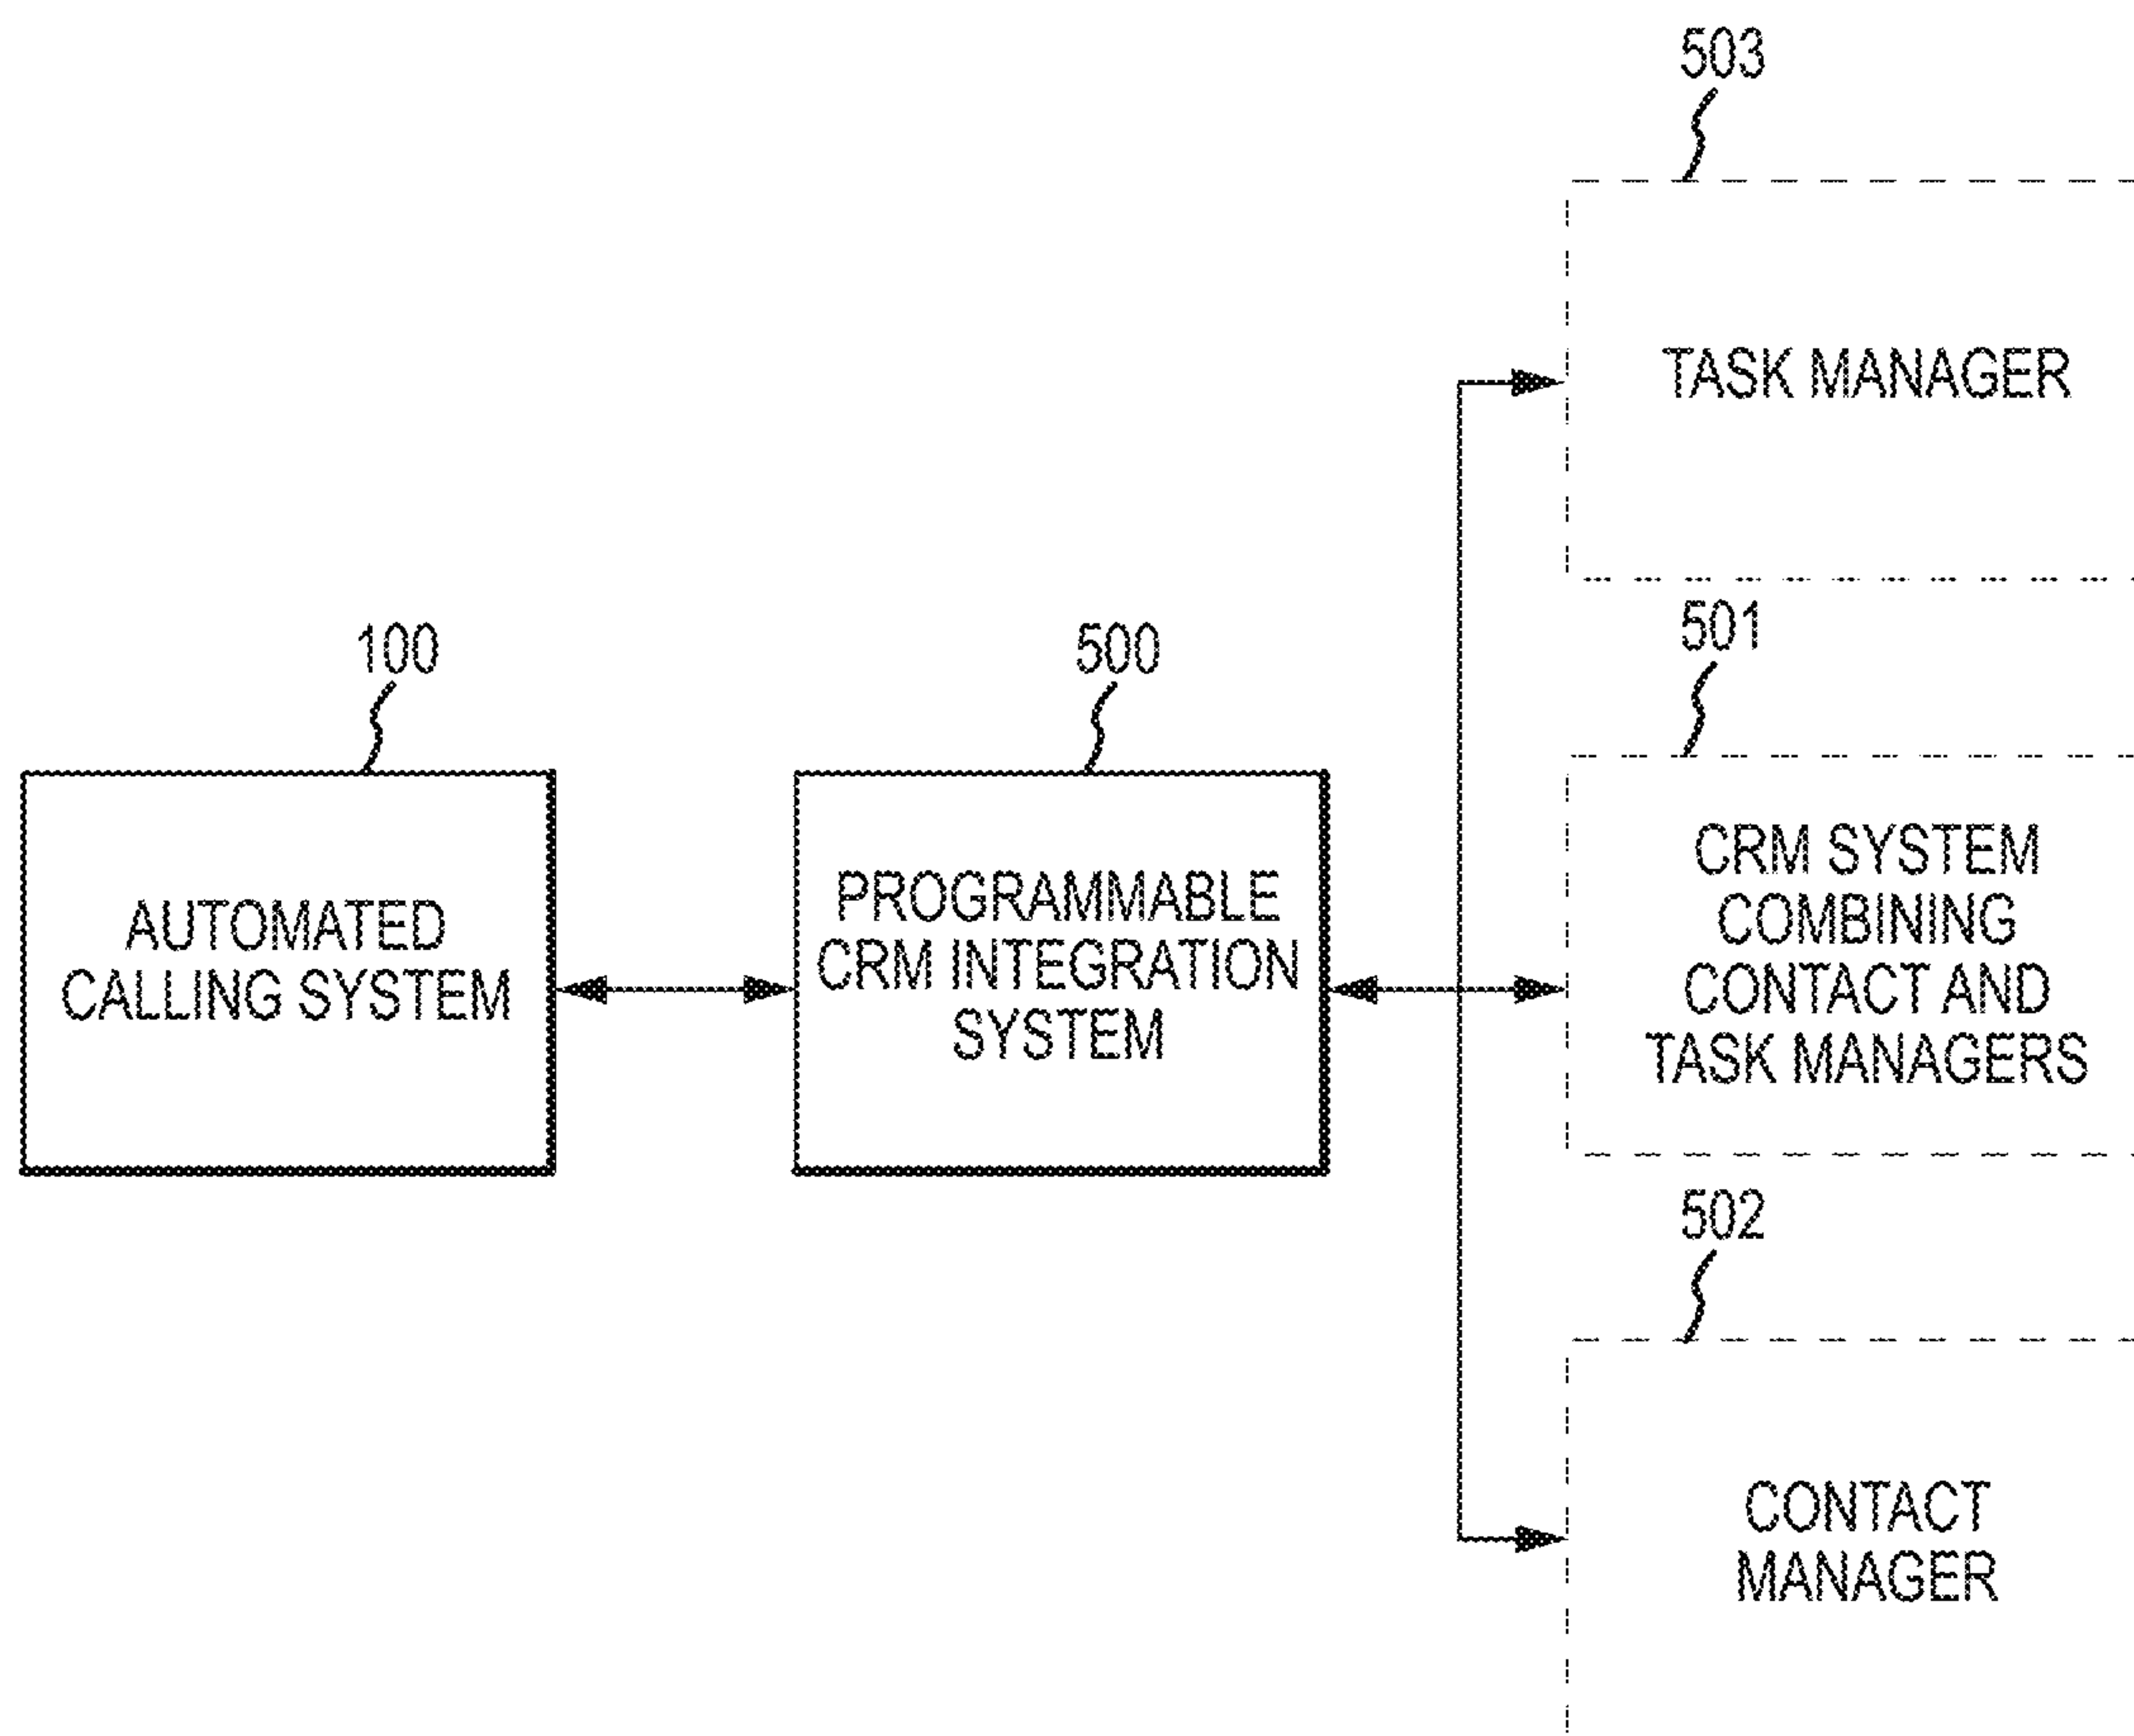 503
TASK MANAGER
100
AUTOMATED
CALLING SYSTEM
500
PROGRAMMABLE
CRM INTEGRATION
SYSTEM
501
CRM SYSTEM
COMBINING
CONTACT AND
TASK MANAGERS
502
CONTACT
MANAGER